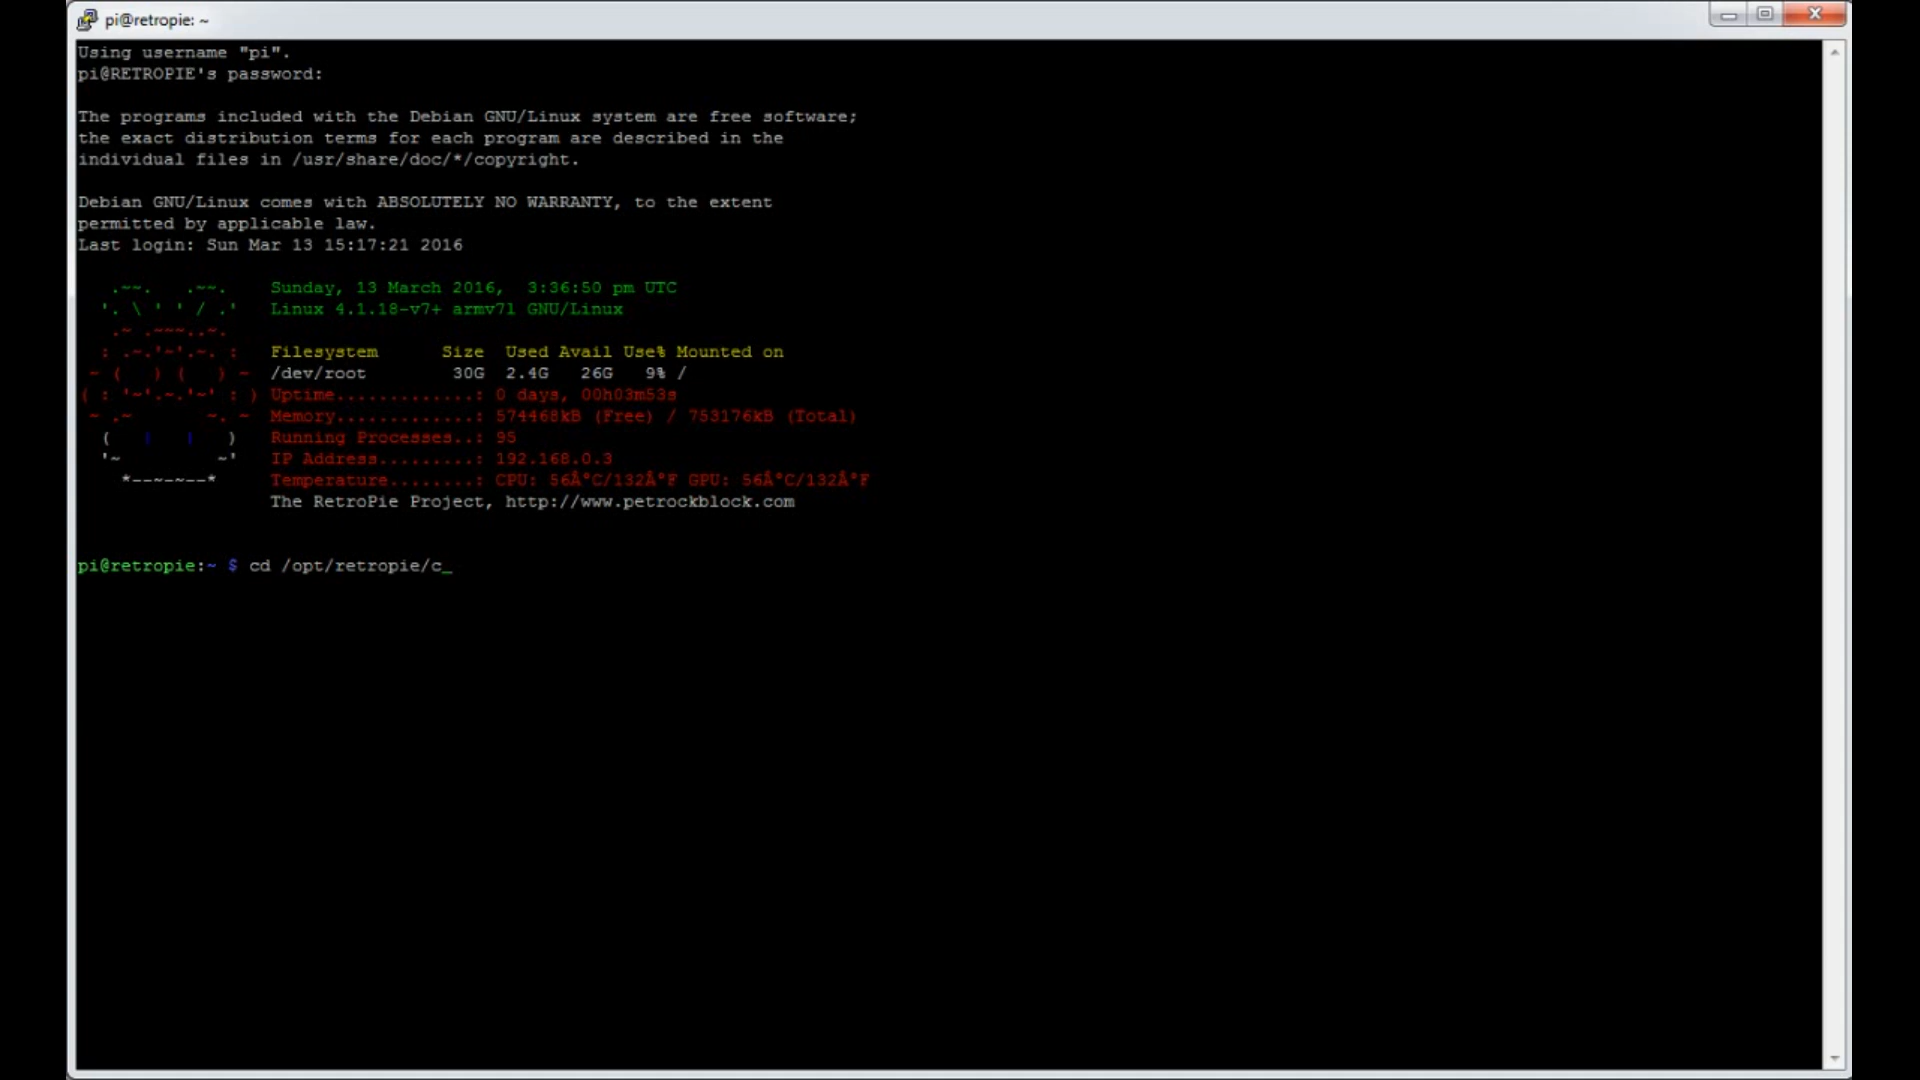 pi@retropie: ~
Using username "pi".
pi@RETROPIE's password:
The programs included with the Debian GNU/Linux system are free software;
the exact distribution terms for each program are described in the
individual files in /usr/share/doc/*/copyright.
Debian GNU/Linux comes with ABSOLUTELY NO WARRANTY, to the extent
permitted by applicable law.
Last login: Sun Mar 13 15:17:21 2016
Sunday, 13 March 2016,  3:36:50 pm UTC
Linux 4.1.18-v7+ armv7l GNU/Linux
Filesystem      Size  Used Avail Use% Mounted on
/dev/root        30G  2.4G   26G   9% /
Uptime.............: 0 days, 00h03m53s
Memory.............: 574468kB (Free) / 753176kB (Total)
Running Processes..: 95
IP Address.........: 192.168.0.3
Temperature........: CPU: 56Â°C/132Â°F GPU: 56Â°C/132Â°F
The RetroPie Project, http://www.petrockblock.com
pi@retropie:~ $ cd /opt/retropie/c_